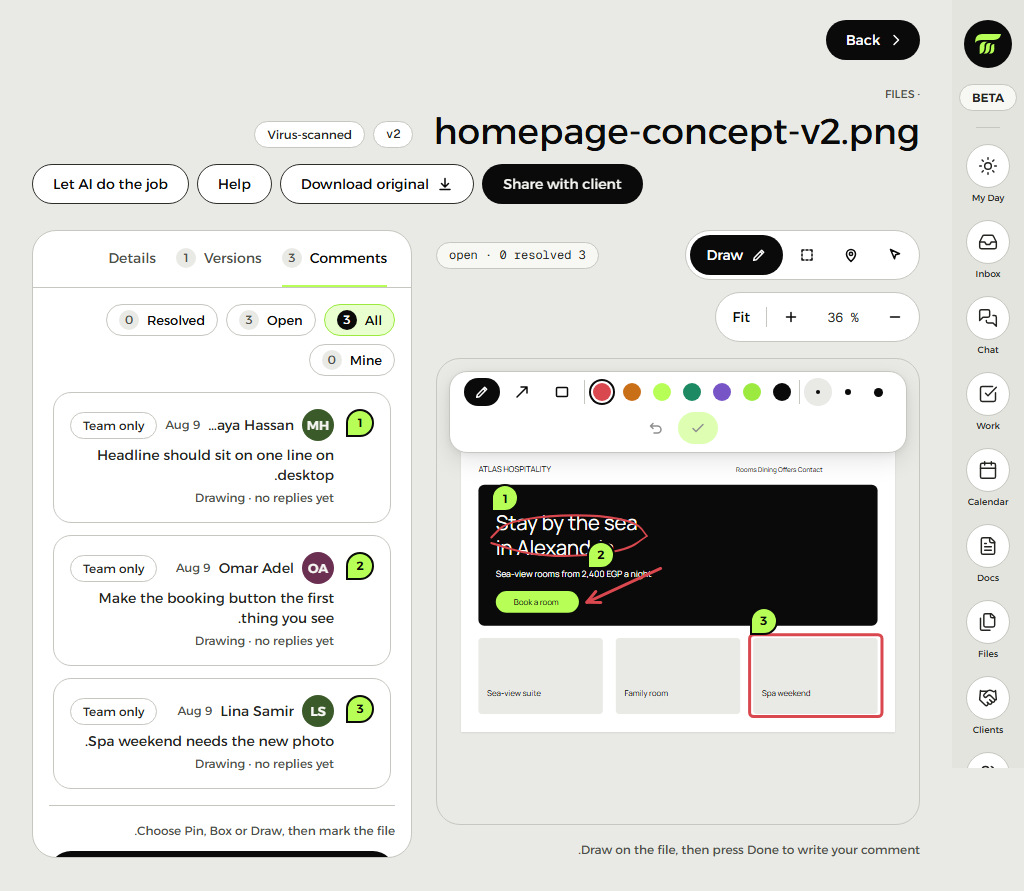 Back
BETA
FILES ·
homepage-concept-v2.png
v2
Virus-scanned
Let AI do the job
Help
Download original
Share with client
My Day
Inbox
Chat
Work
Calendar
Docs
Files
Clients
Details
1 Versions
3 Comments
0 Resolved
3 Open
3 All
0 Mine
1
MH
...aya Hassan
Aug 9
Team only
Headline should sit on one line on
.desktop
Drawing · no replies yet
2
OA
Omar Adel
Aug 9
Team only
Make the booking button the first
.thing you see
Drawing · no replies yet
3
LS
Lina Samir
Aug 9
Team only
.Spa weekend needs the new photo
Drawing · no replies yet
.Choose Pin, Box or Draw, then mark the file
open · 0 resolved 3
Draw
Fit
36 %
ATLAS HOSPITALITY
Rooms Dining Offers Contact
1
Stay by the sea
in Alexand
2
Sea-view rooms from 2,400 EGP a night
Book a room
3
Sea-view suite
Family room
Spa weekend
.Draw on the file, then press Done to write your comment